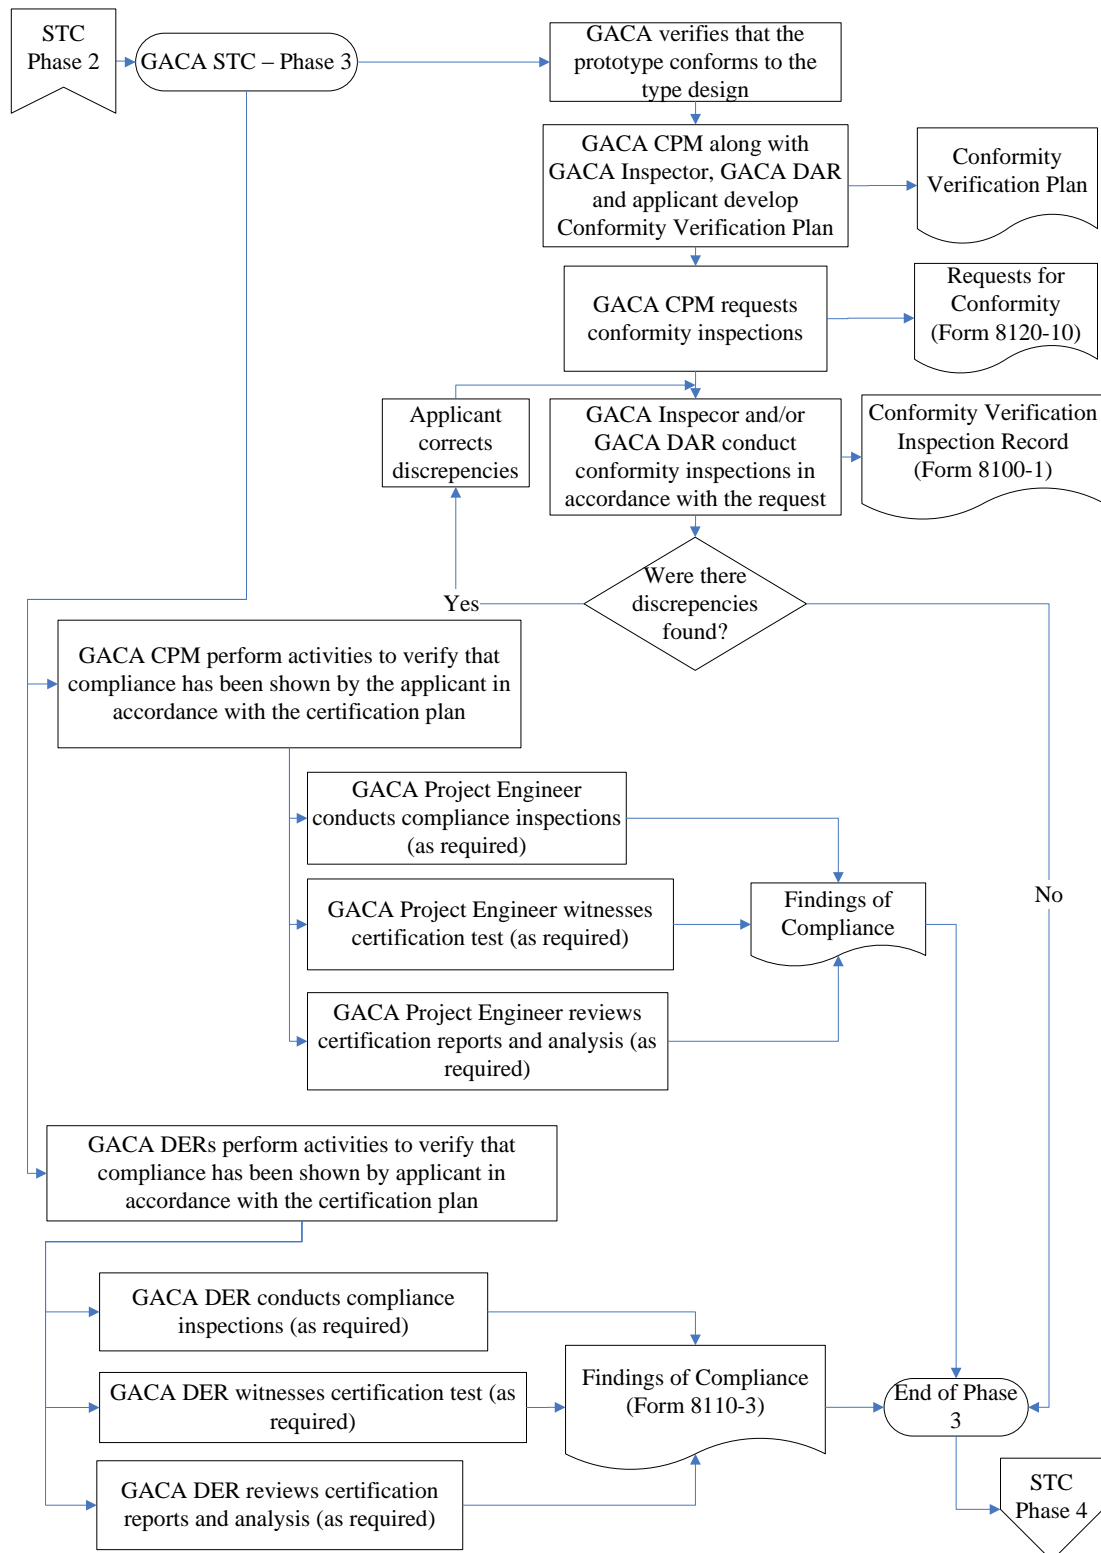 STC
Phase 2
GACA STC – Phase 3
GACA verifies that the
prototype conforms to the
type design
GACA CPM along with
GACA Inspector, GACA DAR
and applicant develop
Conformity Verification Plan
Conformity
Verification Plan
GACA CPM requests
conformity inspections
Requests for
Conformity
(Form 8120-10)
Applicant
corrects
discrepencies
GACA Inspecor and/or
GACA DAR conduct
conformity inspections in
accordance with the request
Conformity Verification
Inspection Record
(Form 8100-1)
Were there
discrepencies
found?
Yes
No
GACA CPM perform activities to verify that
compliance has been shown by the applicant in
accordance with the certification plan
GACA Project Engineer
conducts compliance inspections
(as required)
GACA Project Engineer witnesses
certification test (as required)
GACA Project Engineer reviews
certification reports and analysis (as
required)
Findings of
Compliance
GACA DERs perform activities to verify that
compliance has been shown by applicant in
accordance with the certification plan
GACA DER conducts compliance
inspections (as required)
GACA DER witnesses certification test (as
required)
GACA DER reviews certification
reports and analysis (as required)
Findings of Compliance
(Form 8110-3)
End of Phase
3
STC
Phase 4